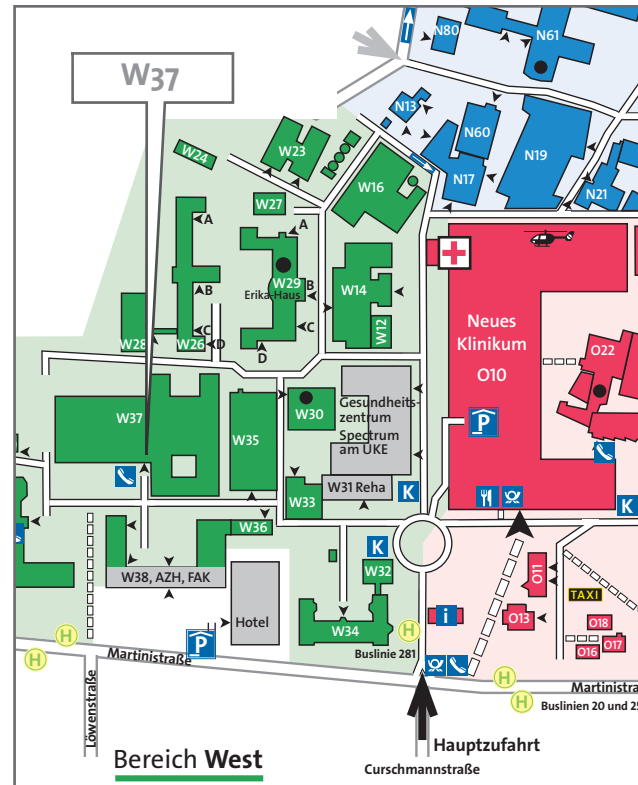 N80
N61
W37
N13
N60
W23
W24
N19
W16
N17
N21
W27
A
A
W29
B
B
Erika-Haus
W14
Neues
Klinikum
O10
W12
C
C
W28
W26
D
D
O22
W37
W30
Gesundheits-
zentrum
Spectrum
am UKE
W35
P
W31 Reha
K
W33
K
W36
K
W32
O11
W38, AZH, FAK
TAXI
i
O13
O18
O17
O16
Hotel
W34
P
H
H
H
Buslinie 281
Martinistraße
H
H
Martinistra
Buslinien 20 und 25
Löwenstraße
Hauptzufahrt
Bereich West
Curschmannstraße